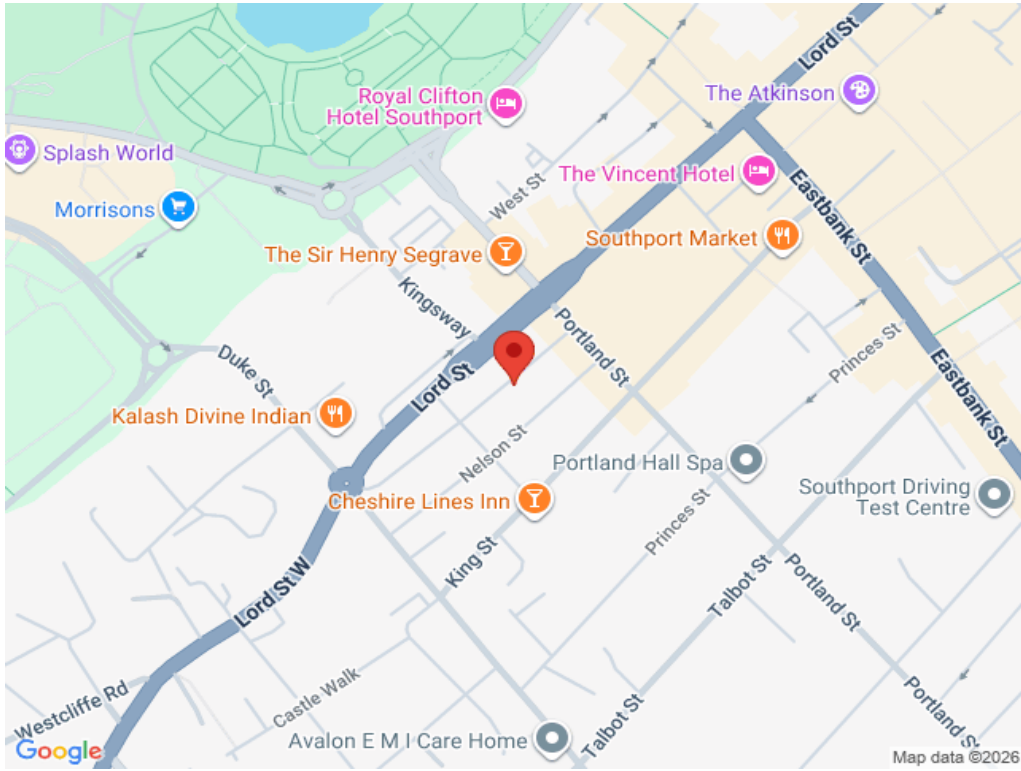 Lord St
The Atkinson
Royal Clifton
Hotel Southport
Splash World
The Vincent Hotel
Eastbank St
Morrisons
West St
Southport Market
The Sir Henry Segrave
Kingsway
Portland St
Princes St
Duke St
Lord St
Eastbank St
Kalash Divine Indian
Nelson St
Portland Hall Spa
Southport Driving
Test Centre
Cheshire Lines Inn
Princes St
King St
Talbot St
Portland St
Lord St W
Castle Walk
Westcliffe Rd
Portland St
Avalon E M I Care Home
Talbot St
Google
Map data ©2026